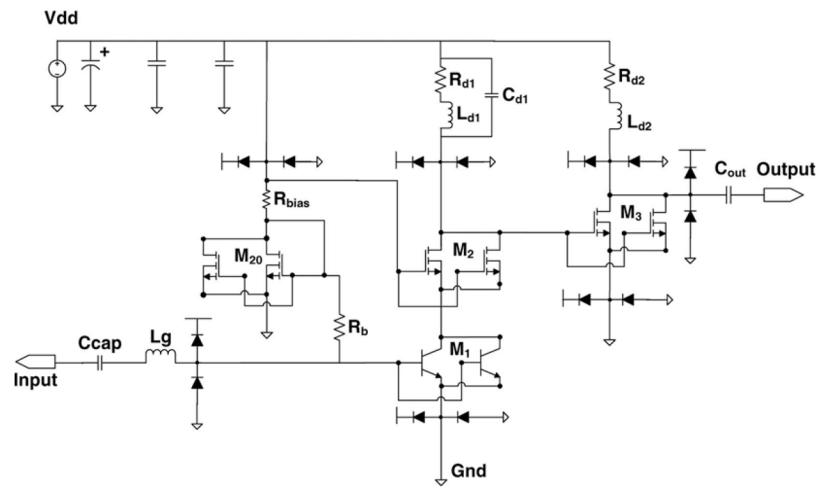 Vdd
+
Rd1
Cd1
Ld1
Rd2
Ld2
Rbias
M20
M2
M3
Cout
Output
Rb
Ccap
Lg
Input
M1
Gnd